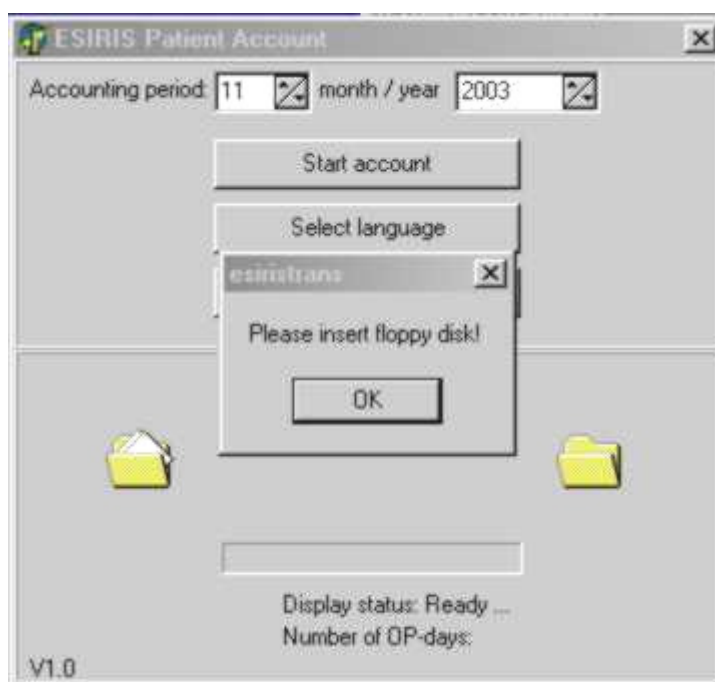 ESIRIS Patient Account
Accounting period: 11 month / year 2003
Start account
Select language
esiristrans
Please insert floppy disk!
OK
Display status: Ready ...
Number of OP-days:
V1.0